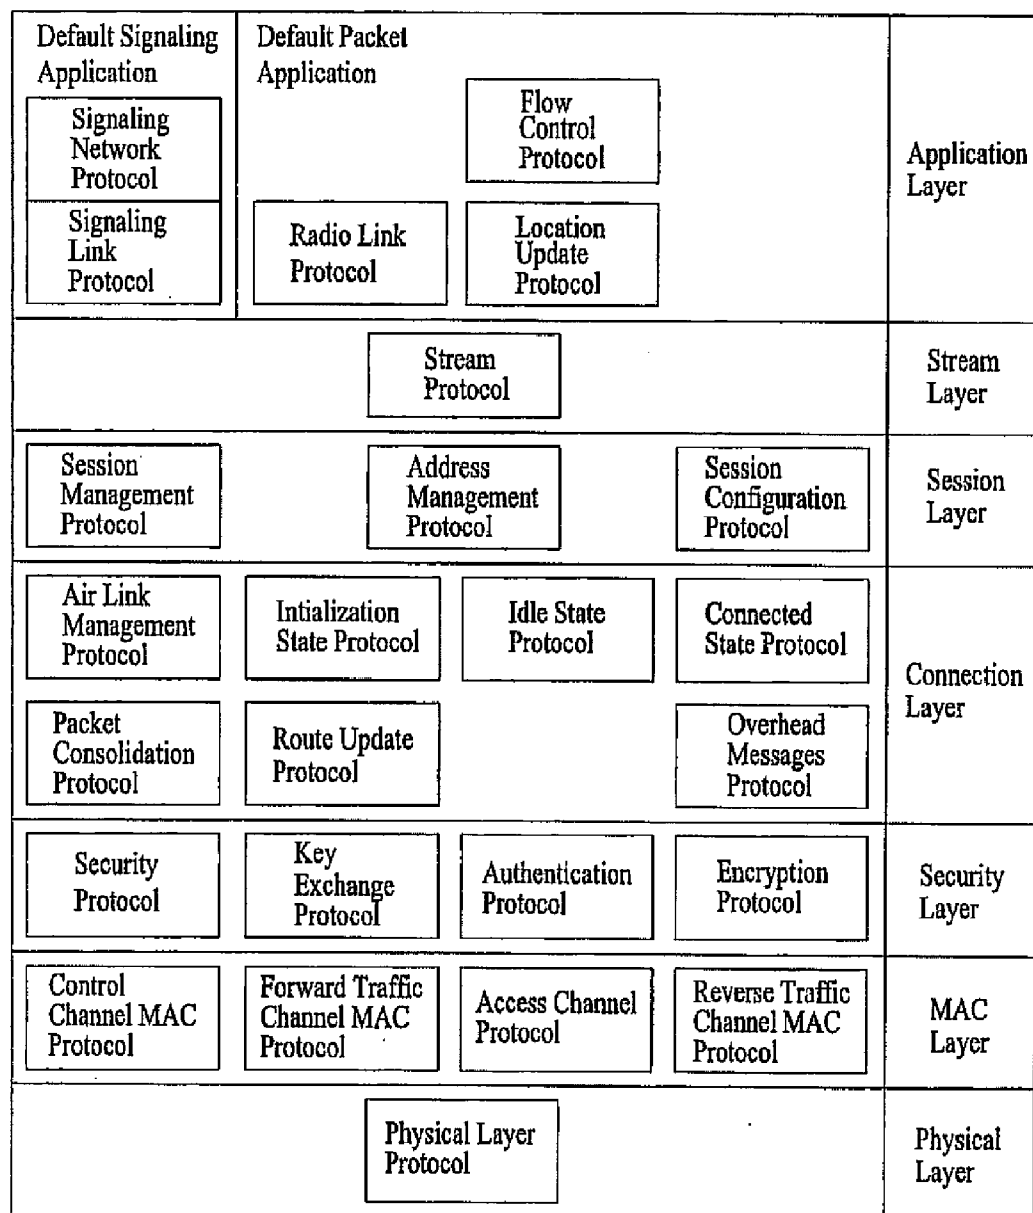 Default Signaling
Application
Signaling
Network
Protocol
Signaling
Link
Protocol
Default Packet
Application
Flow
Control
Protocol
Radio Link
Protocol
Location
Update
Protocol
Application
Layer
Stream
Protocol
Stream
Layer
Session
Management
Protocol
Address
Management
Protocol
Session
Configuration
Protocol
Session
Layer
Air Link
Management
Protocol
Intialization
State Protocol
Idle State
Protocol
Connected
State Protocol
Packet
Consolidation
Protocol
Route Update
Protocol
Overhead
Messages
Protocol
Connection
Layer
Security
Protocol
Key
Exchange
Protocol
Authentication
Protocol
Encryption
Protocol
Security
Layer
Control
Channel MAC
Protocol
Forward Traffic
Channel MAC
Protocol
Access Channel
Protocol
Reverse Traffic
Channel MAC
Protocol
MAC
Layer
Physical Layer
Protocol
Physical
Layer